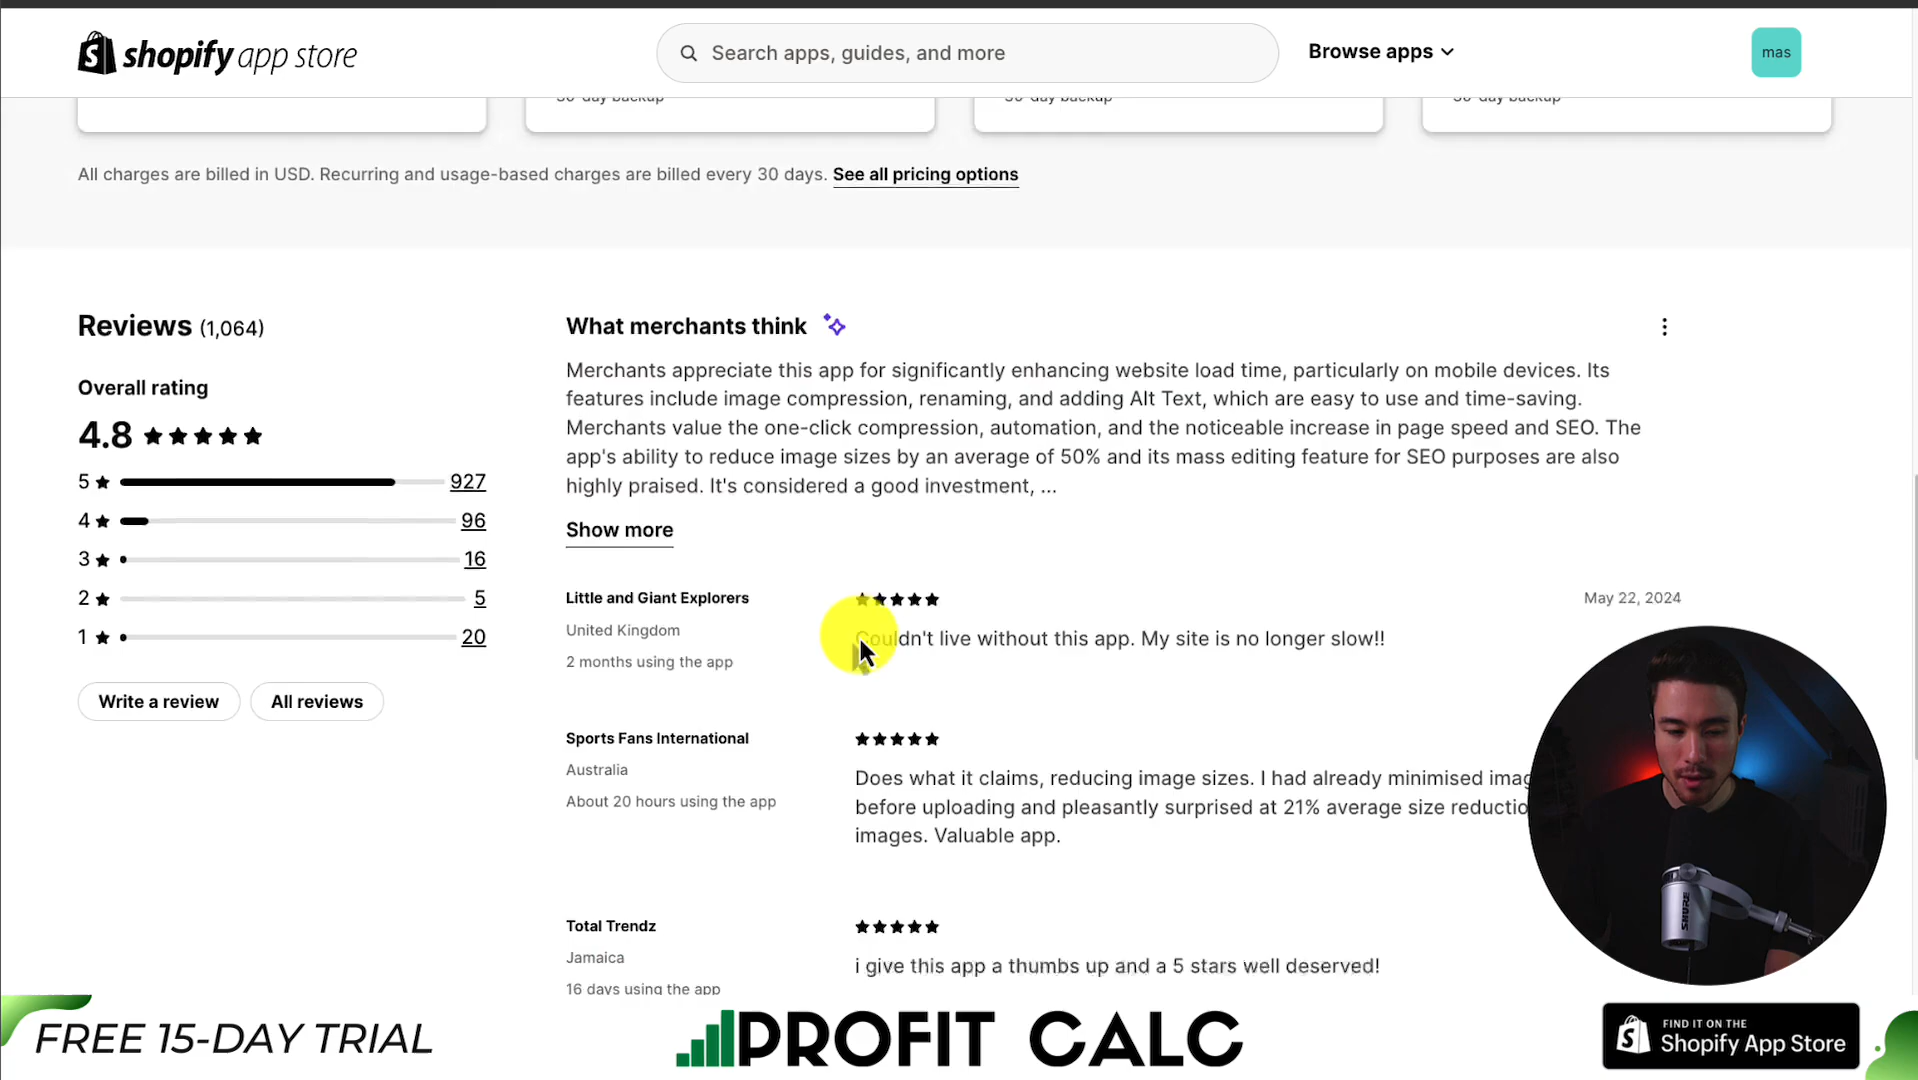 shopify app store
Search apps, guides, and more
Browse apps
mas
30-day backup
30-day backup
30-day backup
All charges are billed in USD. Recurring and usage-based charges are billed every 30 days. See all pricing options
Reviews (1,064)
Overall rating
4.8
5 927
4 96
3 16
2 5
1 20
Write a review
All reviews
What merchants think
Merchants appreciate this app for significantly enhancing website load time, particularly on mobile devices. Its
features include image compression, renaming, and adding Alt Text, which are easy to use and time-saving.
Merchants value the one-click compression, automation, and the noticeable increase in page speed and SEO. The
app's ability to reduce image sizes by an average of 50% and its mass editing feature for SEO purposes are also
highly praised. It's considered a good investment, ...
Show more
Little and Giant Explorers
United Kingdom
2 months using the app
May 22, 2024
Couldn't live without this app. My site is no longer slow!!
Sports Fans International
Australia
About 20 hours using the app
Does what it claims, reducing image sizes. I had already minimised imag
before uploading and pleasantly surprised at 21% average size reductio
images. Valuable app.
Total Trendz
Jamaica
16 days using the app
i give this app a thumbs up and a 5 stars well deserved!
SHURE
FREE 15-DAY TRIAL
PROFIT CALC
FIND IT ON THE
Shopify App Store